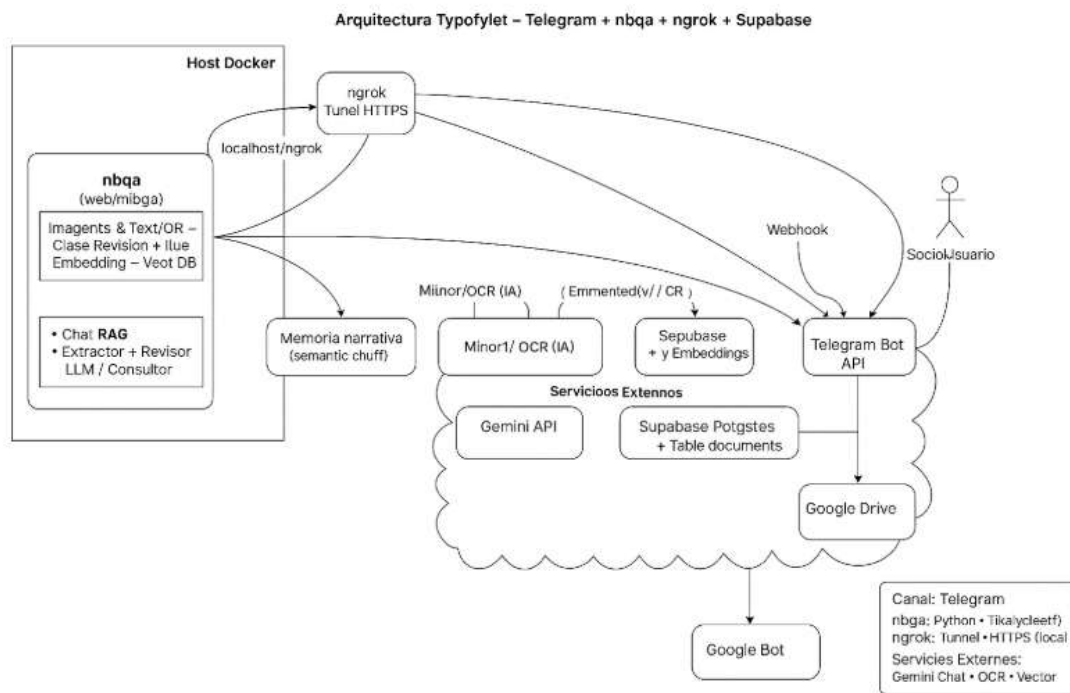 Arquitectura Typofylet – Telegram + nbqa + ngrok + Supabase
Host Docker
ngrok
Tunel HTTPS
localhost/ngrok
nbqa
(web/mibga)
Imagents & Text/OR –
Clase Revision + Ilue
Embedding – Veot DB
• Chat RAG
• Extractor + Revisor
LLM / Consultor
Memoria narrativa
(semantic chuff)
Miinor/OCR (IA)
( Emmented(v// CR)
Minor1/ OCR (IA)
Sepubase
+ y Embeddings
Webhook
SocioUsuario
Telegram Bot
API
Servicioos Extennos
Gemini API
Supabase Potgstes
+ Table documents
Google Drive
Google Bot
Canal: Telegram
nbga: Python • Tikalycleetf)
ngrok: Tunnel • HTTPS (local
Servicies Externes:
Gemini Chat • OCR • Vector